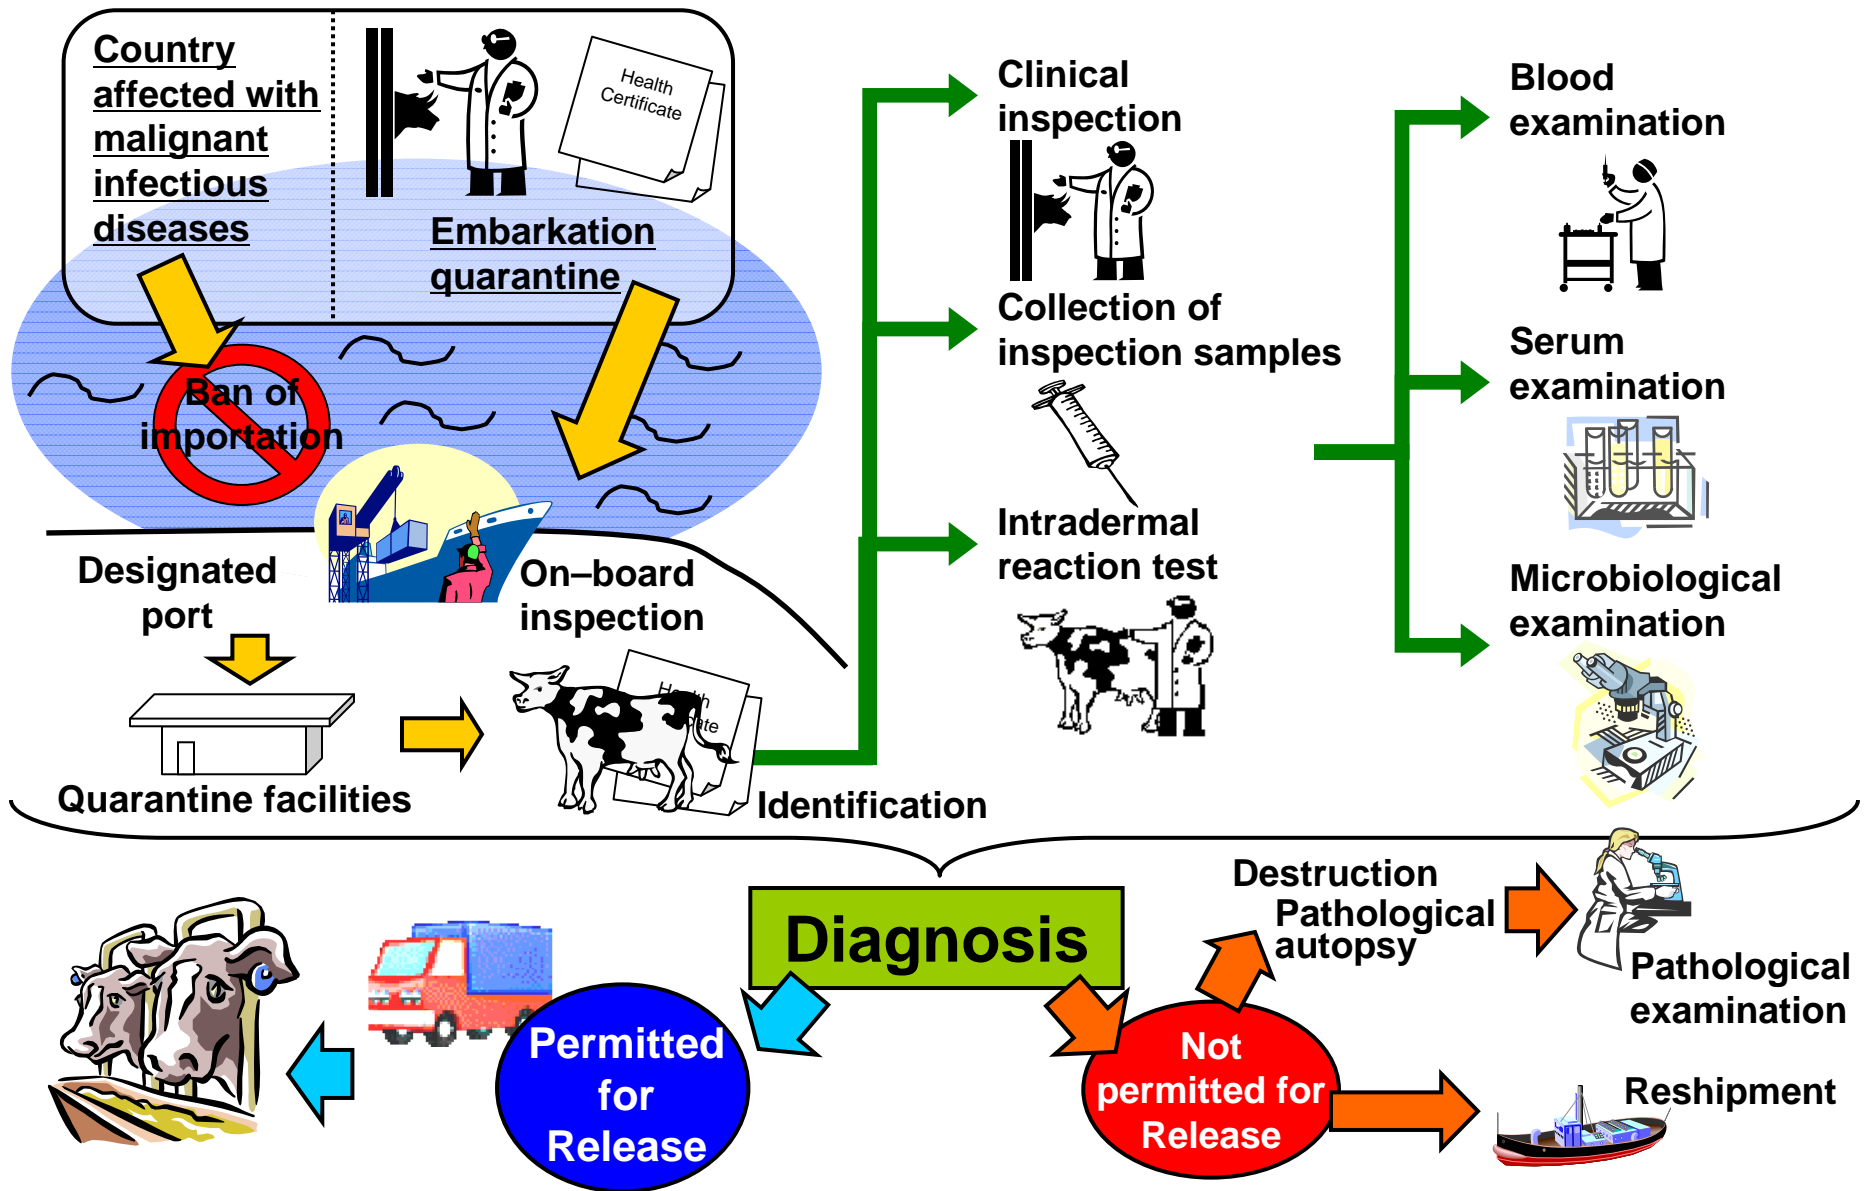 Country
affected with
malignant
infectious
diseases
Health
Certificate
Embarkation
quarantine
Ban of
importation
Designated
port
On–board
inspection
Quarantine facilities
Health
cate
Identification
Clinical
inspection
Collection of
inspection samples
Intradermal
reaction test
Blood
examination
Serum
examination
Microbiological
examination
Diagnosis
Permitted
for
Release
Not
permitted for
Release
Destruction
Pathological
autopsy
Pathological
examination
Reshipment